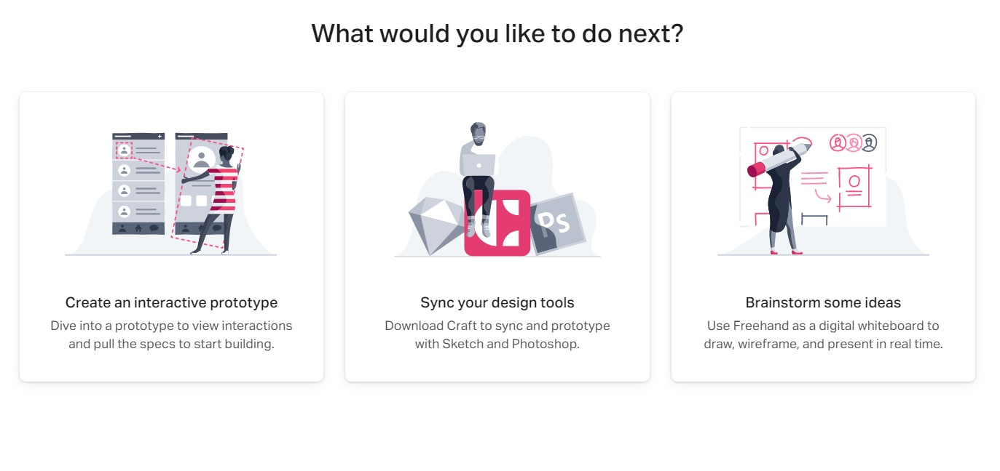 What would you like to do next?
Ps
Create an interactive prototype
Dive into a prototype to view interactions
and pull the specs to start building.
Sync your design tools
Download Craft to sync and prototype
with Sketch and Photoshop.
Brainstorm some ideas
Use Freehand as a digital whiteboard to
draw, wireframe, and present in real time.